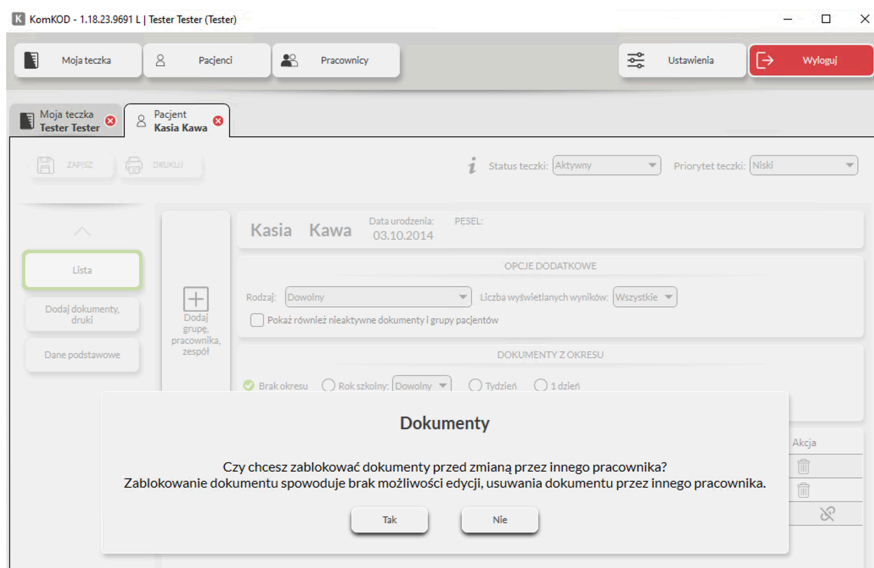 KomKOD - 1.18.23.9691 L | Tester Tester (Tester)
Moja teczka
Pacjenci
Pracownicy
Ustawienia
Wyloguj
Moja teczka
Tester Tester
Pacjent
Kasia Kawa
ZAPISZ
DRUKUJ
Status teczki: Aktywny
Priorytet teczki: Niski
Lista
Dodaj dokumenty,
druki
Dane podstawowe
Dodaj
grupę,
pracownika,
zespół
Kasia Kawa
Data urodzenia:
03.10.2014
PESEL:
OPCJE DODATKOWE
Rodzaj: Dowolny
Liczba wyświetlanych wyników: Wszystkie
Pokaż również nieaktywne dokumenty i grupy pacjentów
DOKUMENTY Z OKRESU
Brak okresu
Rok szkolny: Dowolny
Tydzień
1 dzień
Akcja
Dokumenty
Czy chcesz zablokować dokumenty przed zmianą przez innego pracownika?
Zablokowanie dokumentu spowoduje brak możliwości edycji, usuwania dokumentu przez innego pracownika.
Tak
Nie